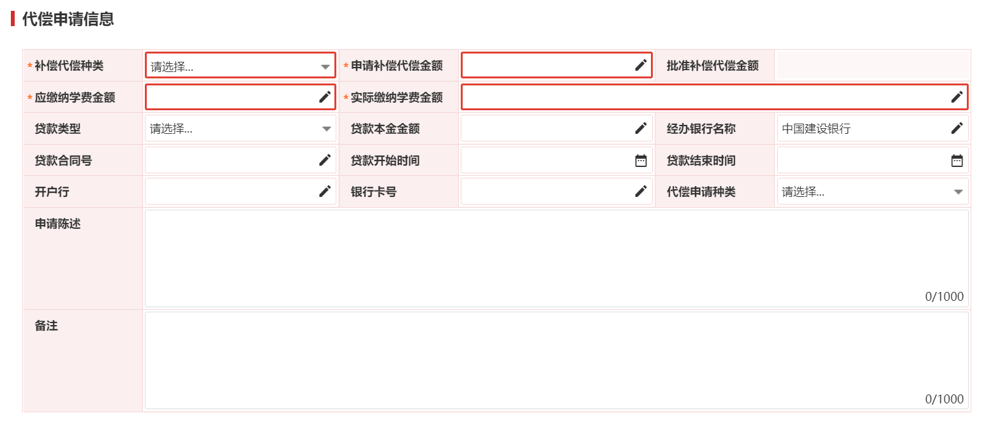 代偿申请信息
*补偿代偿种类 请选择... *申请补偿代偿金额 批准补偿代偿金额
*应缴纳学费金额 *实际缴纳学费金额
贷款类型 请选择... 贷款本金金额 经办银行名称 中国建设银行
贷款合同号 贷款开始时间 贷款结束时间
开户行 银行卡号 代偿申请种类 请选择...
申请陈述
0/1000
备注
0/1000